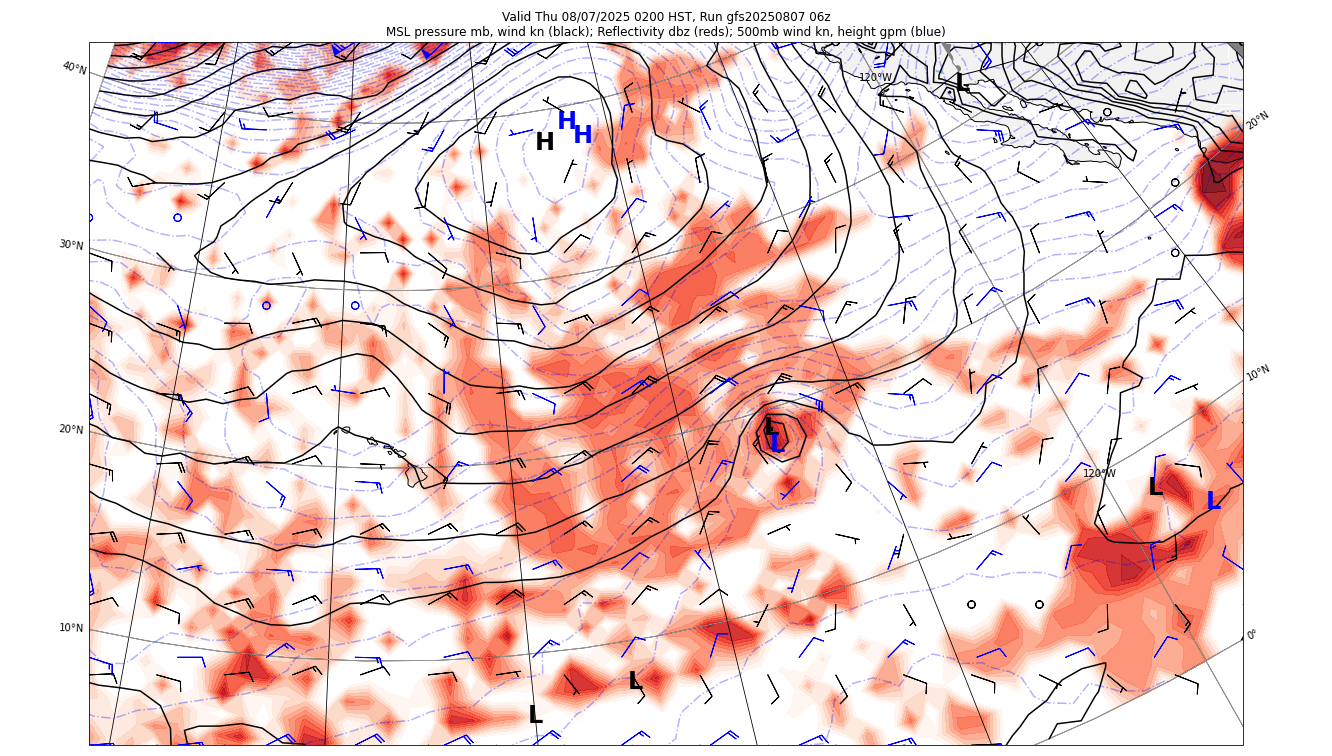 Valid Thu 08/07/2025 0200 HST, Run gfs20250807 06z
MSL pressure mb, wind kn (black); Reflectivity dbz (reds); 500mb wind kn, height gpm (blue)
40°N
120°W
L
20°N
H
H
H
30°N
10°N
20°N
L
L
120°W
L
L
10°N
0°
L
L